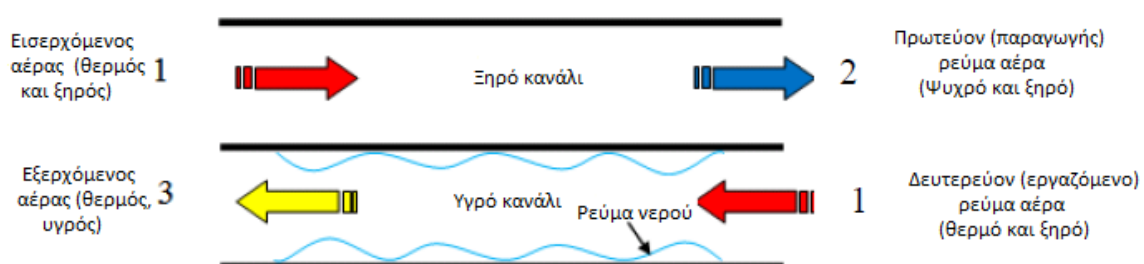 Εισερχόμενος
αέρας (θερμός
και ξηρός)
1
Ξηρό κανάλι
2
Πρωτεύον (παραγωγής)
ρεύμα αέρα
(Ψυχρό και ξηρό)
Εξερχόμενος
αέρας (θερμός,
υγρός)
3
Υγρό κανάλι
Ρεύμα νερού
1
Δευτερεύον (εργαζόμενο)
ρεύμα αέρα
(θερμό και ξηρό)